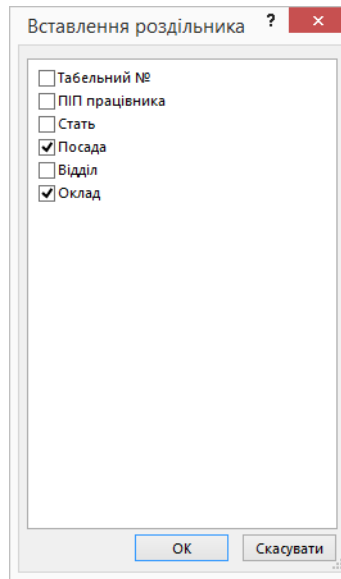 Вставлення роздільника ? ×
Табельний №
ПІП працівника
Стать
Посада
Відділ
Оклад
ОК Скасувати